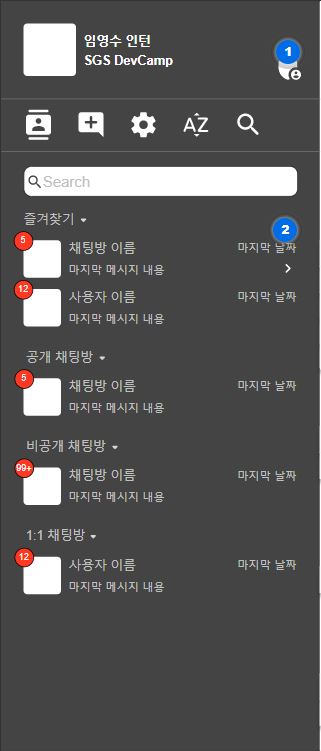 임영수 인턴
SGS DevCamp
1
AZ
Search
즐겨찾기
2
5
채팅방 이름
마지막 날짜
마지막 메시지 내용
12
사용자 이름
마지막 날짜
마지막 메시지 내용
공개 채팅방
5
채팅방 이름
마지막 날짜
마지막 메시지 내용
비공개 채팅방
99+
채팅방 이름
마지막 날짜
마지막 메시지 내용
1:1 채팅방
12
사용자 이름
마지막 날짜
마지막 메시지 내용